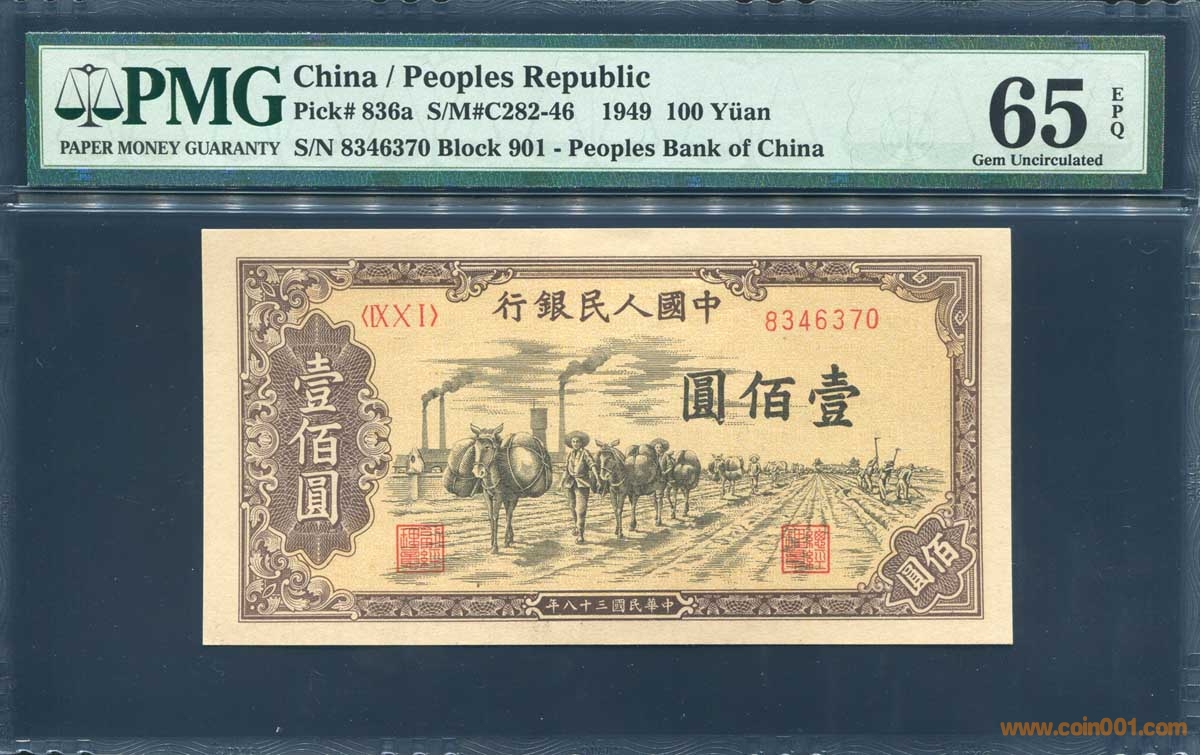 PMG
PAPER MONEY GUARANTY
China / Peoples Republic
Pick# 836a S/M#C282-46 1949 100 Yüan
S/N 8346370 Block 901 - Peoples Bank of China
65
EPQ
Gem Uncirculated
行銀民人國中
〈IX X I〉
8346370
圓佰壹
壹佰圓
佰圓
年八十三國民華中
www.coin001.com